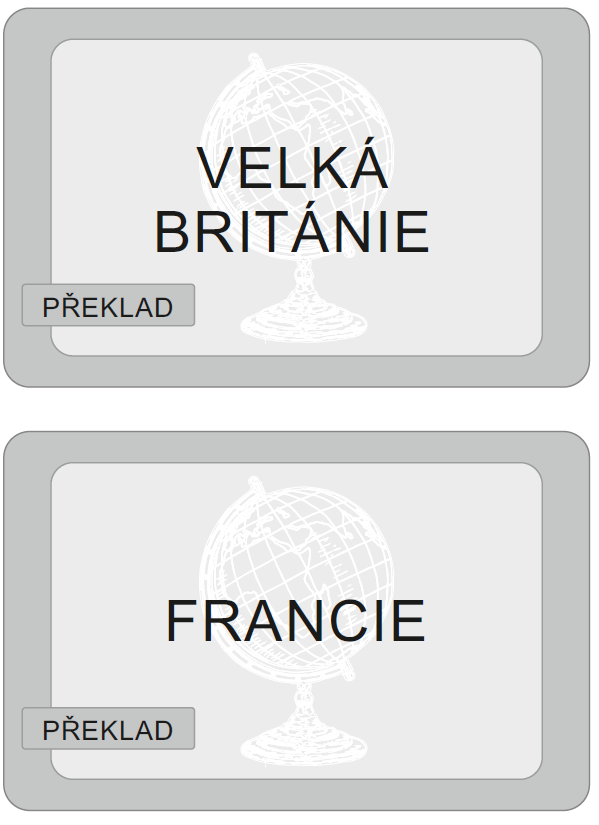 VELKÁ
BRITÁNIE
PŘEKLAD
FRANCIE
PŘEKLAD